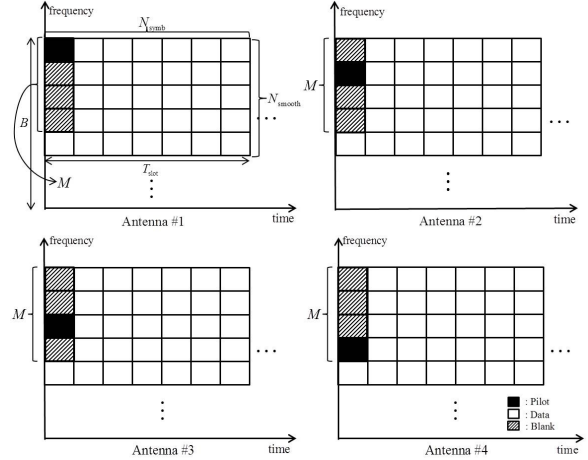 frequency
N_symb
B
N_smooth
...
T_slot
M
time
Antenna #1
frequency
M
...
time
Antenna #2
frequency
M
...
time
Antenna #3
frequency
M
...
: Pilot
: Data
: Blank
time
Antenna #4